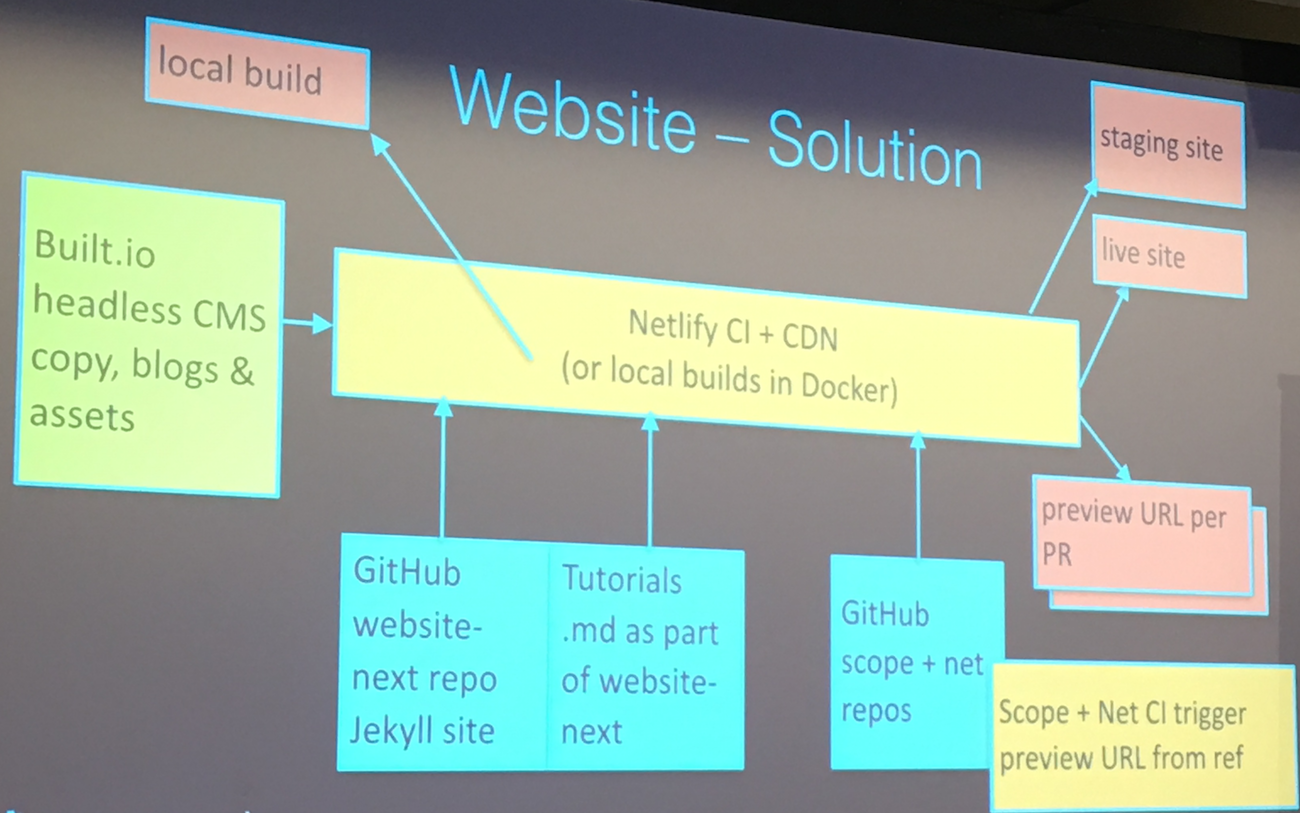 local build
Website – Solution
staging site
live site
Built.io
headless CMS
copy, blogs &
assets
Netlify CI + CDN
(or local builds in Docker)
preview URL per
PR
GitHub
website-
next repo
Jekyll site
Tutorials
.md as part
of website-
next
GitHub
scope + net
repos
Scope + Net CI trigger
preview URL from ref